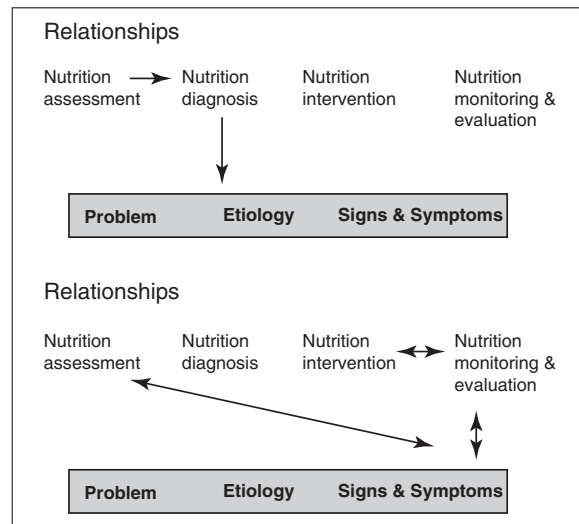 Relationships
Nutrition assessment
Nutrition diagnosis
Nutrition intervention
Nutrition monitoring & evaluation
Problem
Etiology
Signs & Symptoms
Relationships
Nutrition assessment
Nutrition diagnosis
Nutrition intervention
Nutrition monitoring & evaluation
Problem
Etiology
Signs & Symptoms